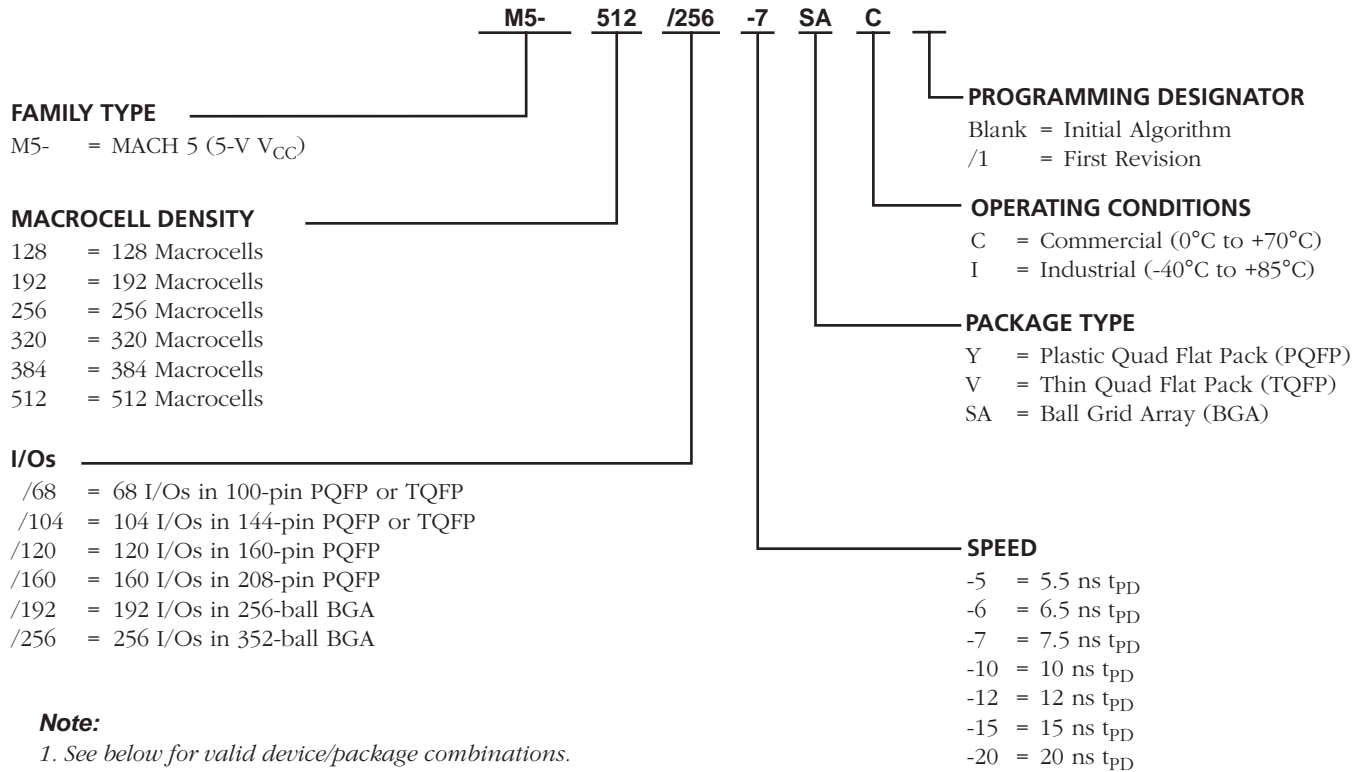 M5- 512 /256 -7 SA C
FAMILY TYPE
M5- = MACH 5 (5-V VCC)
MACROCELL DENSITY
128 = 128 Macrocells
192 = 192 Macrocells
256 = 256 Macrocells
320 = 320 Macrocells
384 = 384 Macrocells
512 = 512 Macrocells
I/Os
/68 = 68 I/Os in 100-pin PQFP or TQFP
/104 = 104 I/Os in 144-pin PQFP or TQFP
/120 = 120 I/Os in 160-pin PQFP
/160 = 160 I/Os in 208-pin PQFP
/192 = 192 I/Os in 256-ball BGA
/256 = 256 I/Os in 352-ball BGA
Note:
1. See below for valid device/package combinations.
PROGRAMMING DESIGNATOR
Blank = Initial Algorithm
/1 = First Revision
OPERATING CONDITIONS
C = Commercial (0°C to +70°C)
I = Industrial (-40°C to +85°C)
PACKAGE TYPE
Y = Plastic Quad Flat Pack (PQFP)
V = Thin Quad Flat Pack (TQFP)
SA = Ball Grid Array (BGA)
SPEED
-5 = 5.5 ns tPD
-6 = 6.5 ns tPD
-7 = 7.5 ns tPD
-10 = 10 ns tPD
-12 = 12 ns tPD
-15 = 15 ns tPD
-20 = 20 ns tPD